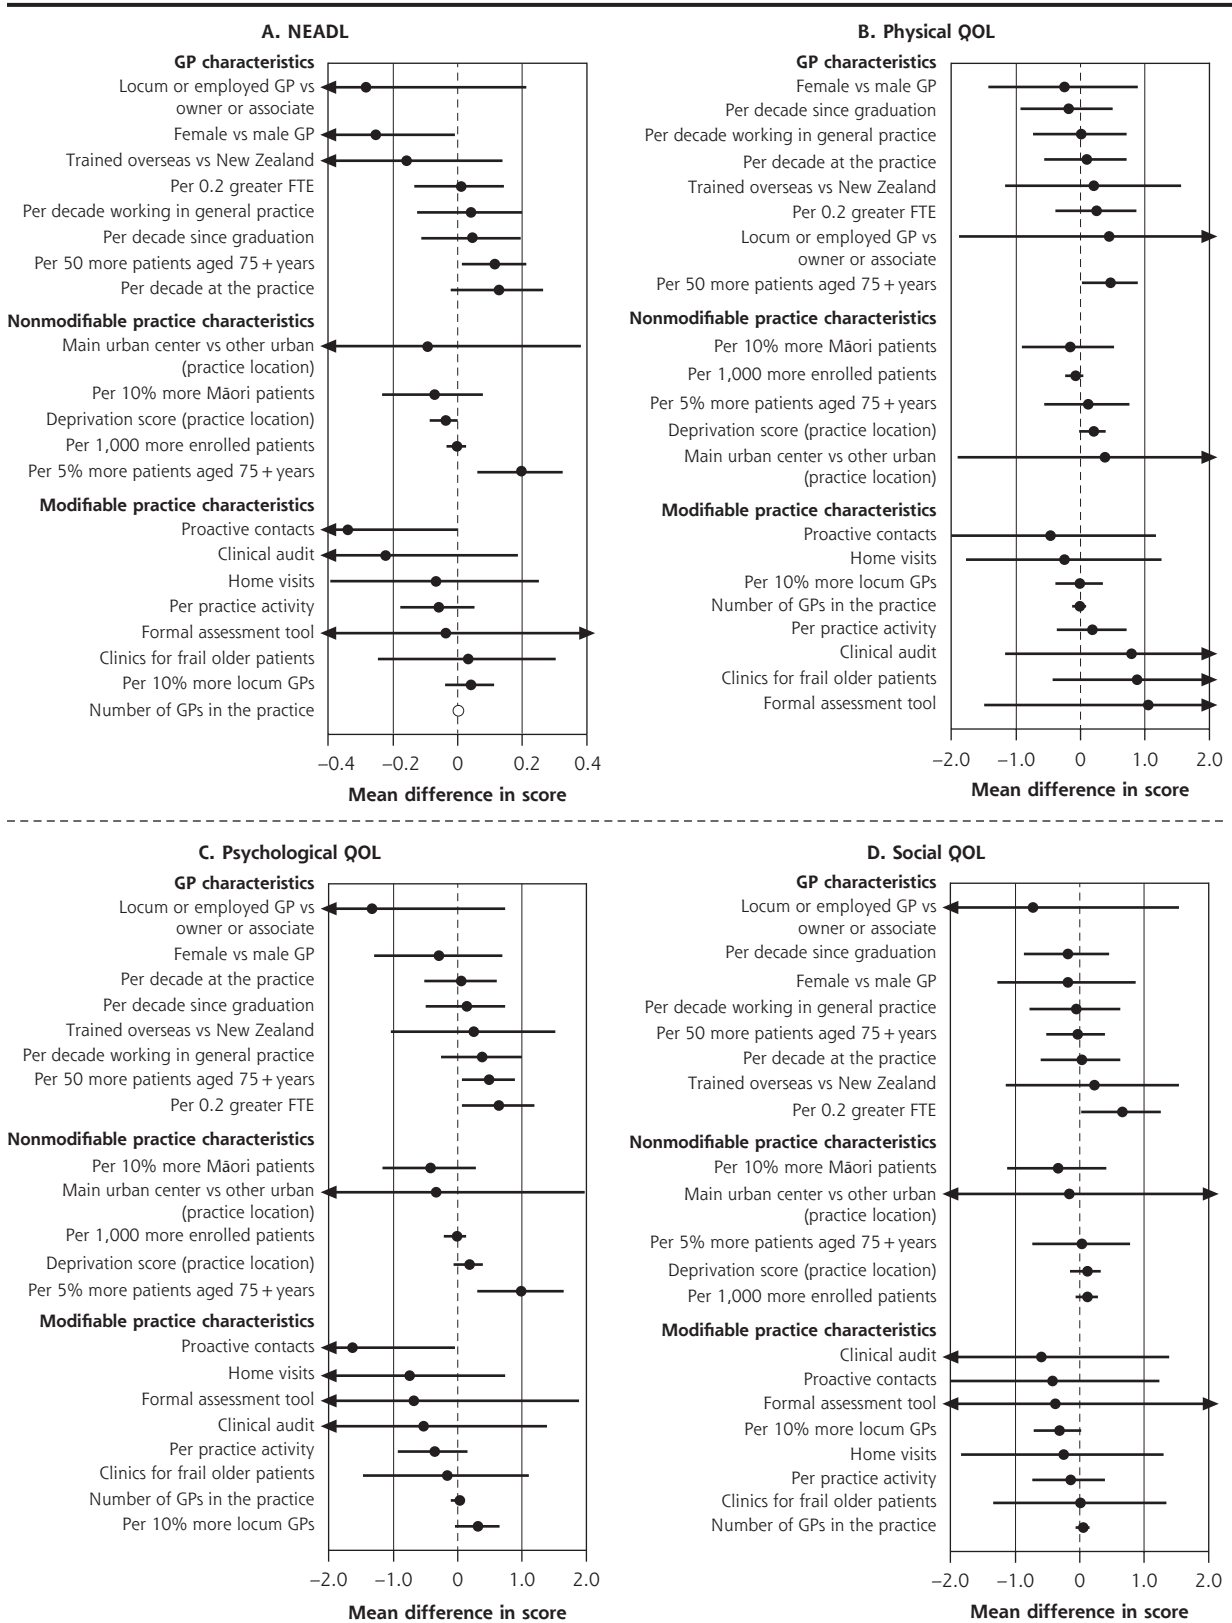 A. NEADL
GP characteristics
Locum or employed GP vs
owner or associate
Female vs male GP
Trained overseas vs New Zealand
Per 0.2 greater FTE
Per decade working in general practice
Per decade since graduation
Per 50 more patients aged 75+years
Per decade at the practice
Nonmodifiable practice characteristics
Main urban center vs other urban
(practice location)
Per 10% more Māori patients
Deprivation score (practice location)
Per 1,000 more enrolled patients
Per 5% more patients aged 75+years
Modifiable practice characteristics
Proactive contacts
Clinical audit
Home visits
Per practice activity
Formal assessment tool
Clinics for frail older patients
Per 10% more locum GPs
Number of GPs in the practice
−0.4 −0.2 0 0.2 0.4
Mean difference in score
B. Physical QOL
GP characteristics
Female vs male GP
Per decade since graduation
Per decade working in general practice
Per decade at the practice
Trained overseas vs New Zealand
Per 0.2 greater FTE
Locum or employed GP vs
owner or associate
Per 50 more patients aged 75+years
Nonmodifiable practice characteristics
Per 10% more Māori patients
Per 1,000 more enrolled patients
Per 5% more patients aged 75+years
Deprivation score (practice location)
Main urban center vs other urban
(practice location)
Modifiable practice characteristics
Proactive contacts
Home visits
Per 10% more locum GPs
Number of GPs in the practice
Per practice activity
Clinical audit
Clinics for frail older patients
Formal assessment tool
−2.0 −1.0 0 1.0 2.0
Mean difference in score
C. Psychological QOL
GP characteristics
Locum or employed GP vs
owner or associate
Female vs male GP
Per decade at the practice
Per decade since graduation
Trained overseas vs New Zealand
Per decade working in general practice
Per 50 more patients aged 75+years
Per 0.2 greater FTE
Nonmodifiable practice characteristics
Per 10% more Māori patients
Main urban center vs other urban
(practice location)
Per 1,000 more enrolled patients
Deprivation score (practice location)
Per 5% more patients aged 75+years
Modifiable practice characteristics
Proactive contacts
Home visits
Formal assessment tool
Clinical audit
Per practice activity
Clinics for frail older patients
Number of GPs in the practice
Per 10% more locum GPs
−2.0 −1.0 0 1.0 2.0
Mean difference in score
D. Social QOL
GP characteristics
Locum or employed GP vs
owner or associate
Per decade since graduation
Female vs male GP
Per decade working in general practice
Per 50 more patients aged 75+years
Per decade at the practice
Trained overseas vs New Zealand
Per 0.2 greater FTE
Nonmodifiable practice characteristics
Per 10% more Māori patients
Main urban center vs other urban
(practice location)
Per 5% more patients aged 75+years
Deprivation score (practice location)
Per 1,000 more enrolled patients
Modifiable practice characteristics
Clinical audit
Proactive contacts
Formal assessment tool
Per 10% more locum GPs
Home visits
Per practice activity
Clinics for frail older patients
Number of GPs in the practice
−2.0 −1.0 0 1.0 2.0
Mean difference in score